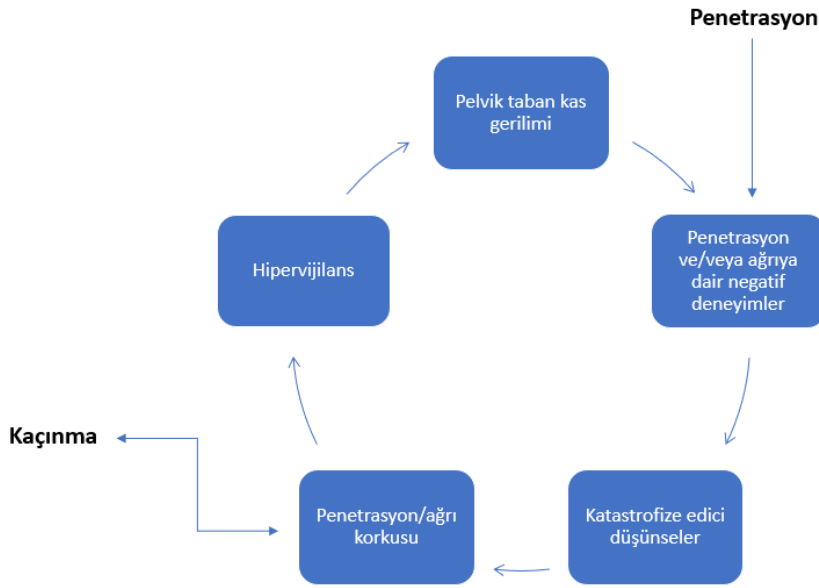 Penetrasyon
Pelvik taban kas
gerilimi
Penetrasyon
ve/veya ağrıya
dair negatif
deneyimler
Hipervijilans
Kaçınma
Penetrasyon/ağrı
korkusu
Katastrofize edici
düşünseler